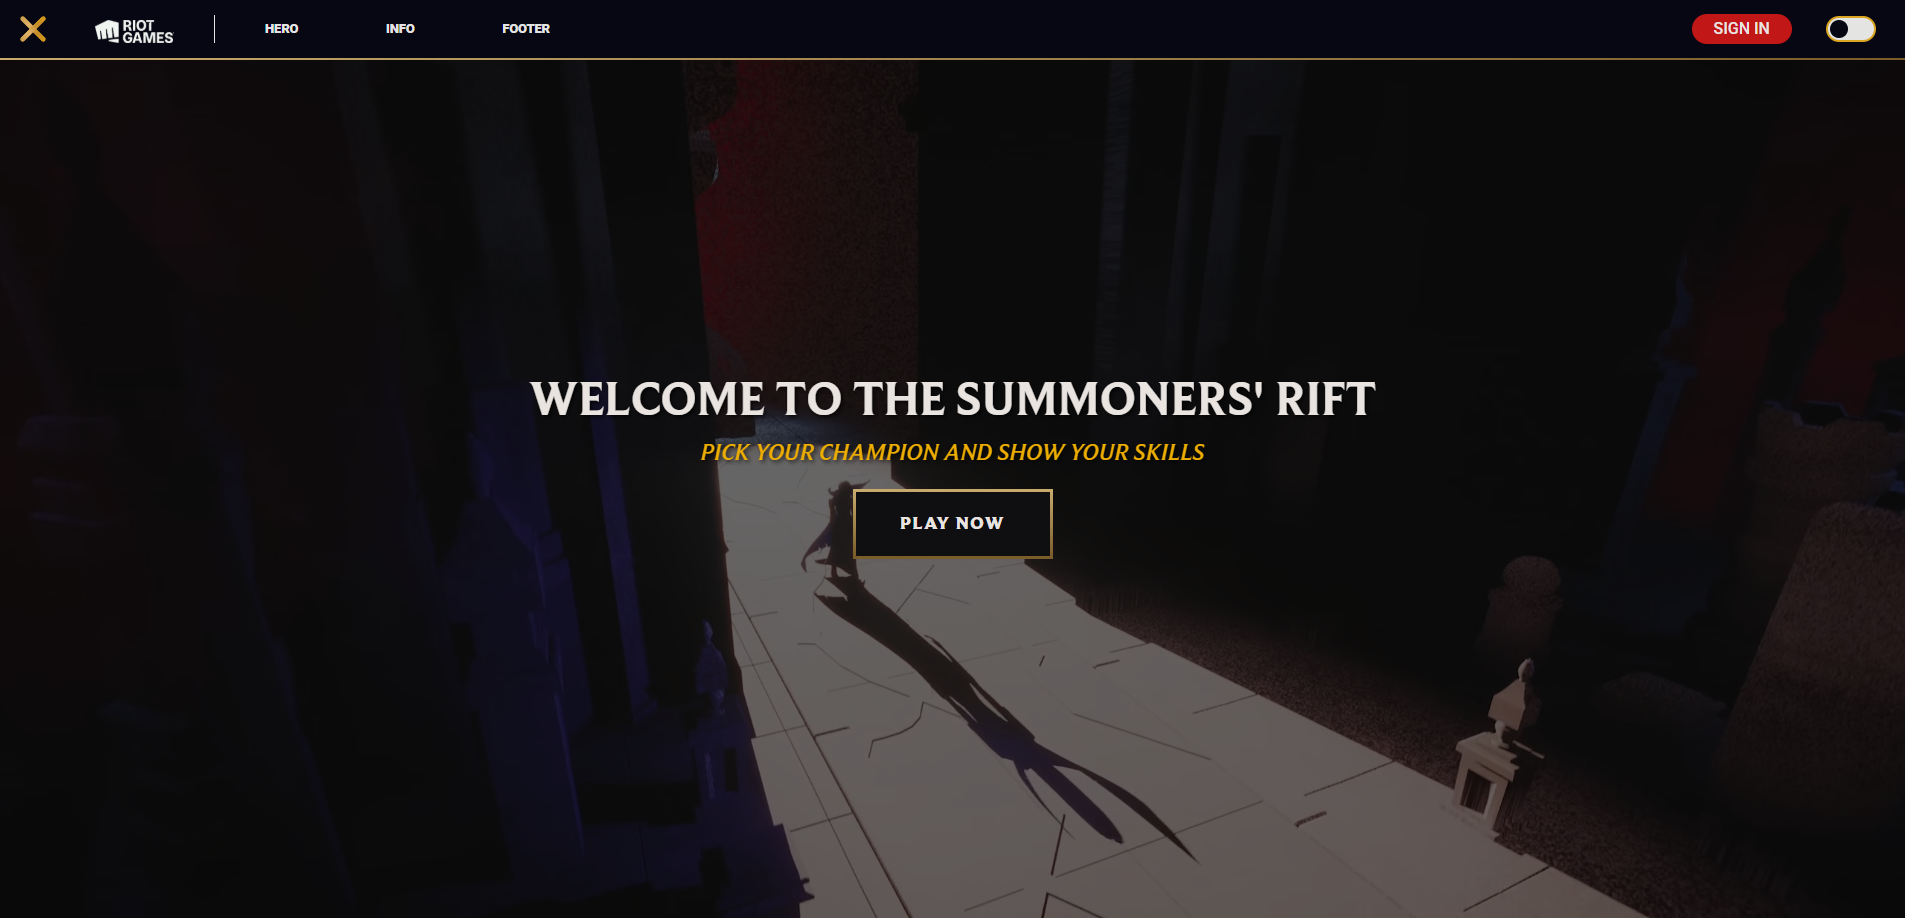 RIOT
GAMES
HERO
INFO
FOOTER
SIGN IN
WELCOME TO THE SUMMONERS' RIFT
PICK YOUR CHAMPION AND SHOW YOUR SKILLS
PLAY NOW